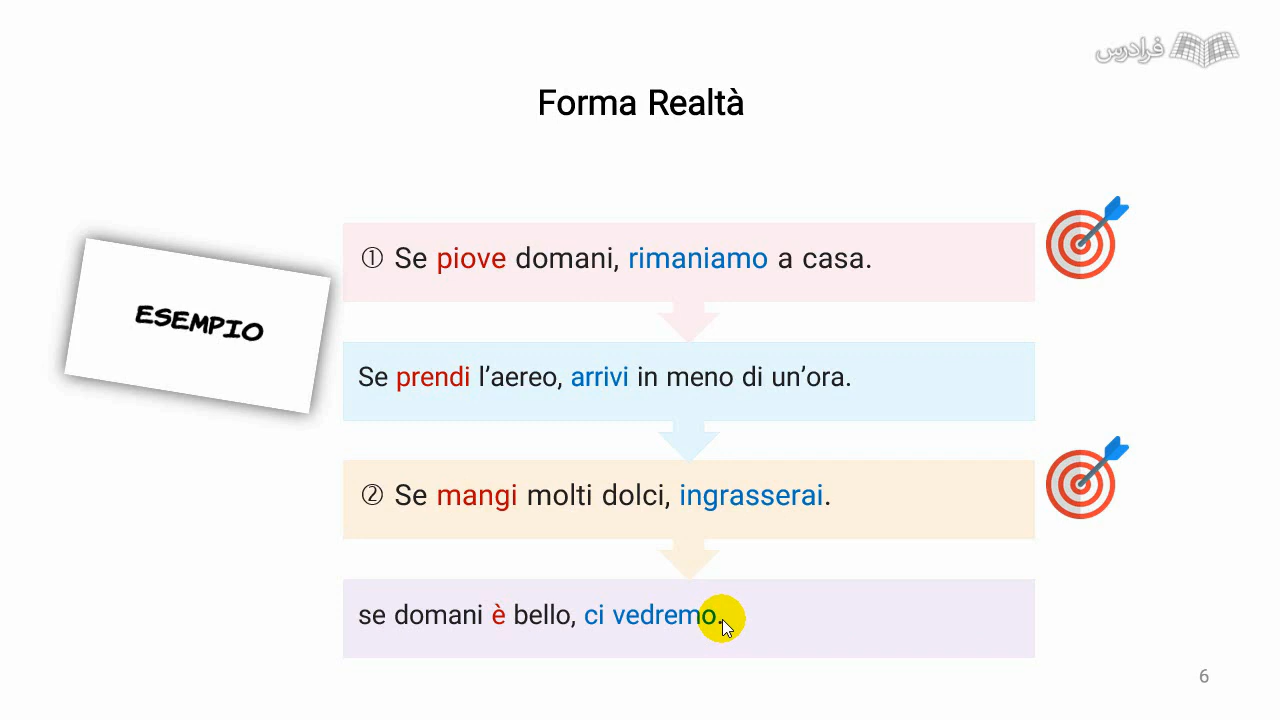 فرادرس
Forma Realtà
ESEMPIO
① Se piove domani, rimaniamo a casa.
Se prendi l’aereo, arrivi in meno di un’ora.
② Se mangi molti dolci, ingrasserai.
se domani è bello, ci vedremo.
6